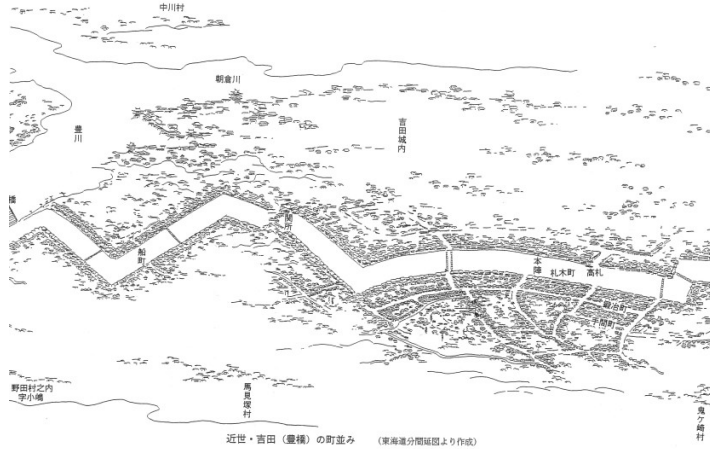 中川村
朝倉川
豊川
吉田城内
橋
関所
船町
本陣
札木町
高札
鍛冶町
十間町
野田村之内
字小嶋
馬見塚村
鬼ケ崎村
近世・吉田（豊橋）の町並み　（東海道分間延図より作成）